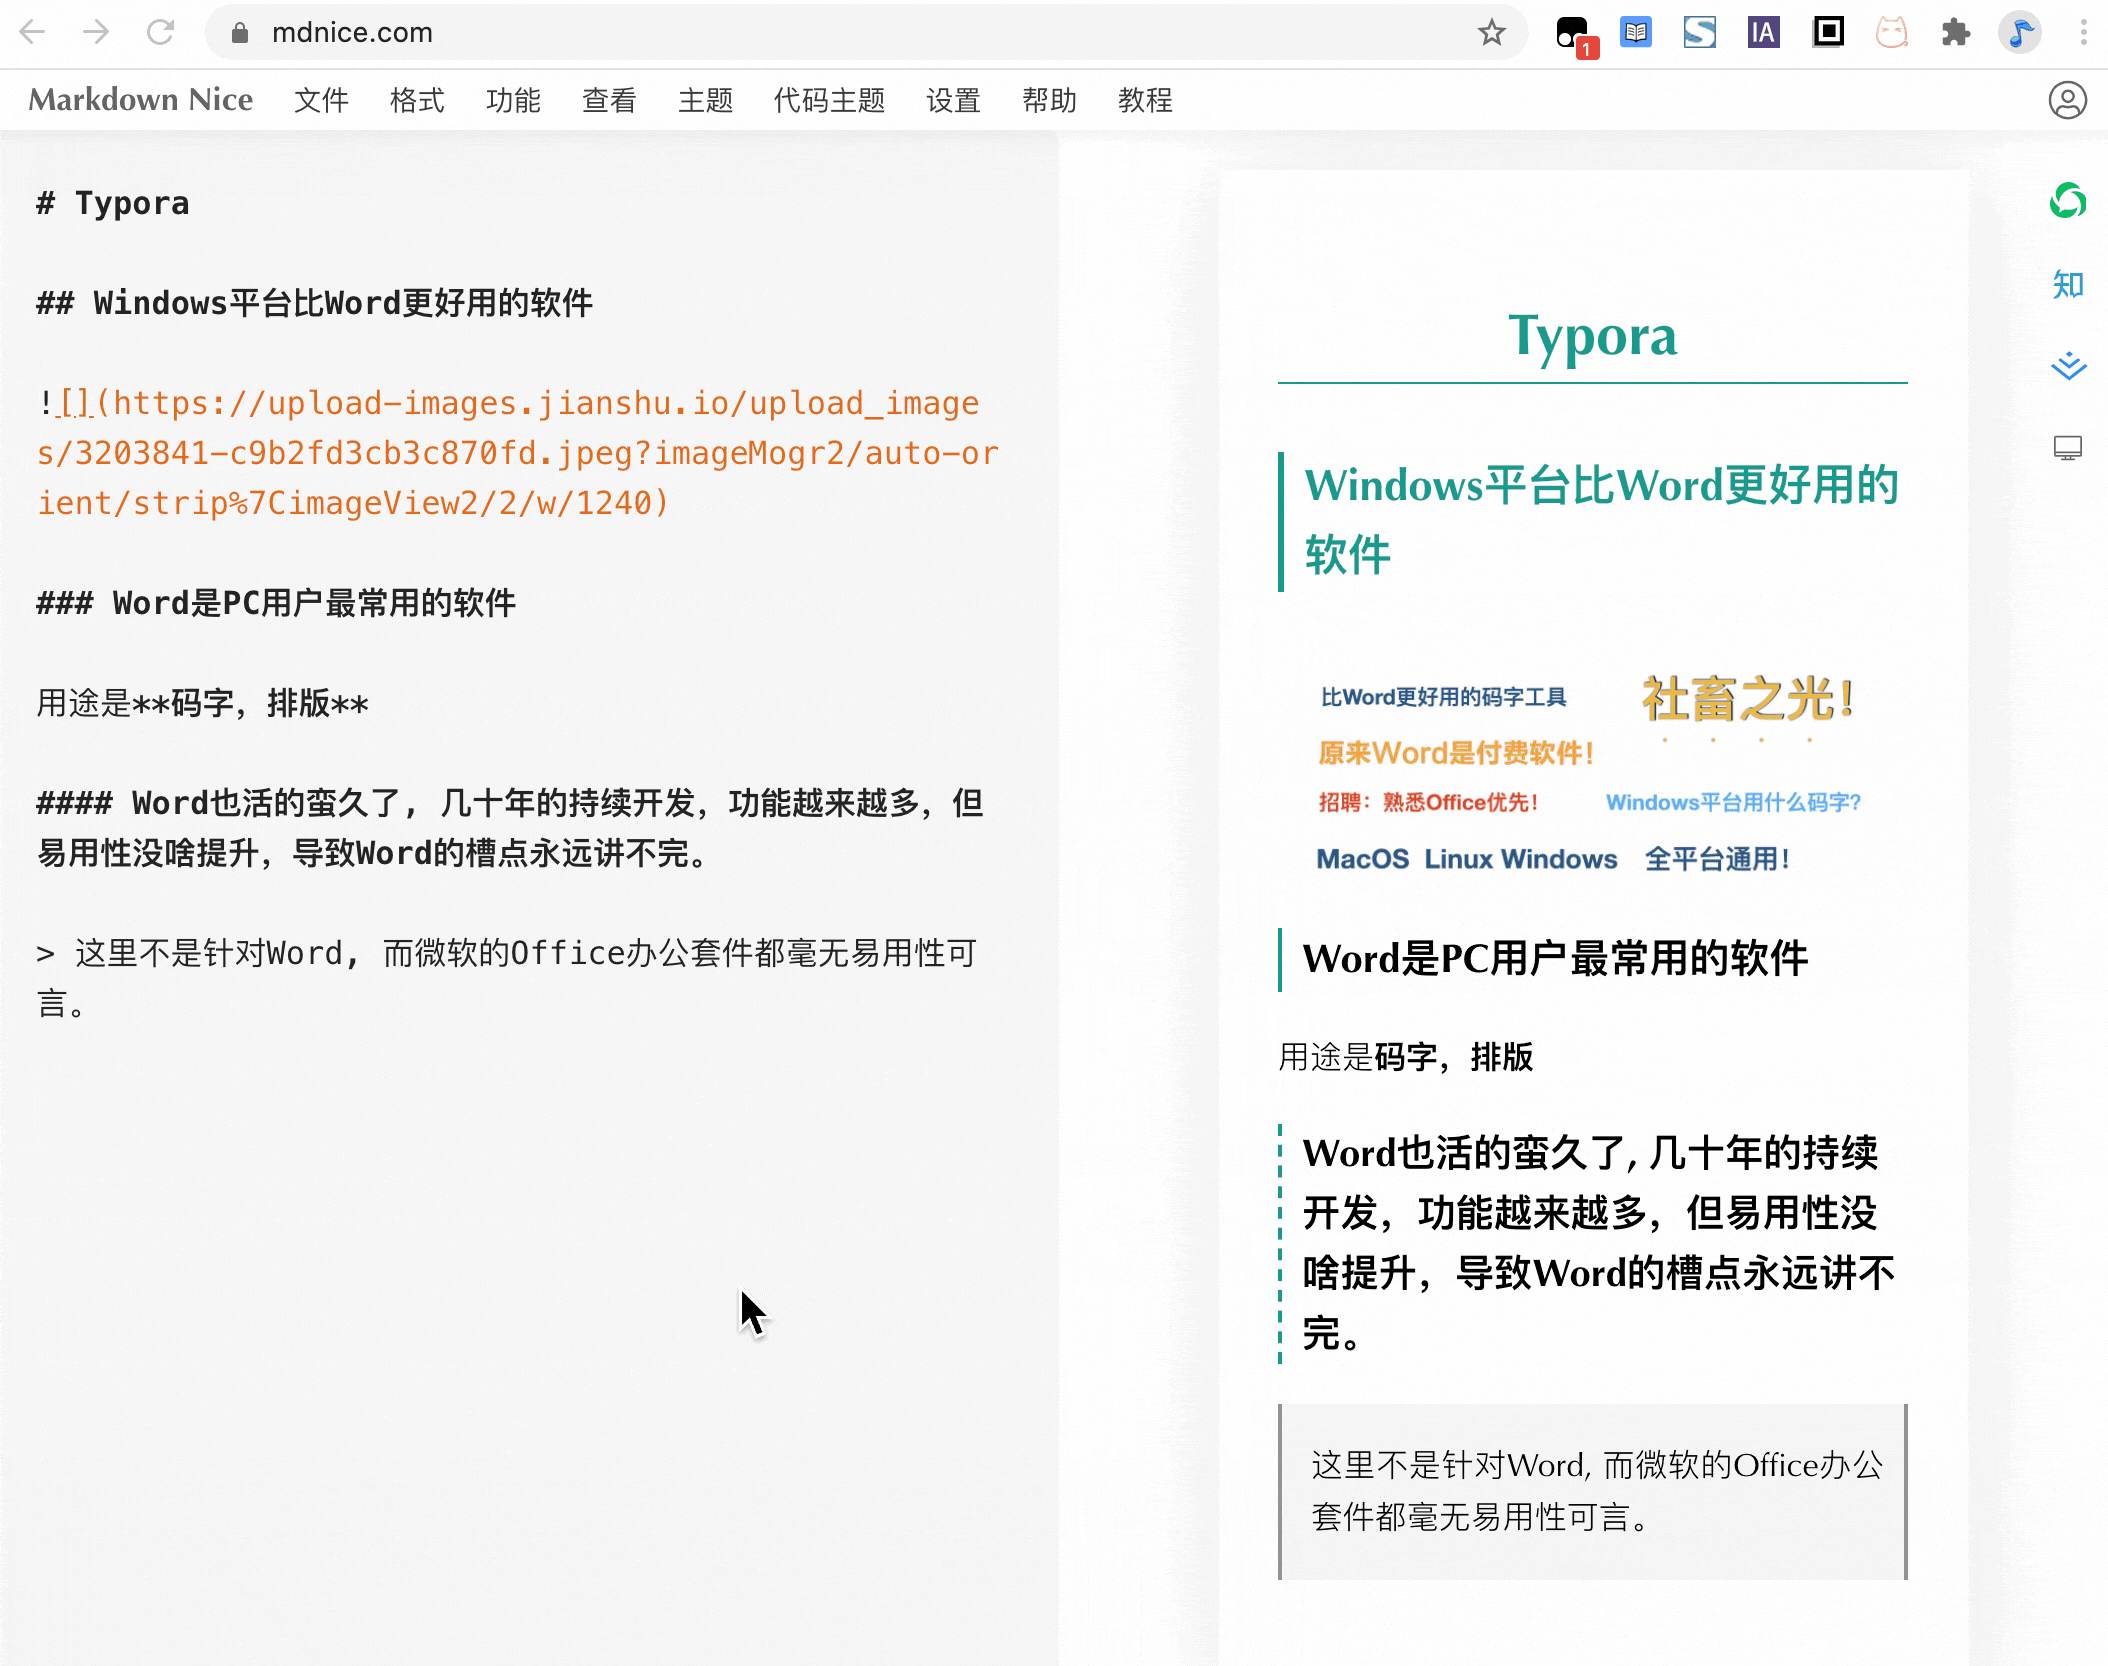 mdnice.com
1
IA
Markdown Nice 文件 格式 功能 查看 主题 代码主题 设置 帮助 教程
# Typora
## Windows平台比Word更好用的软件
![](https://upload-images.jianshu.io/upload_image
s/3203841-c9b2fd3cb3c870fd.jpeg?imageMogr2/auto-or
ient/strip%7CimageView2/2/w/1240)
### Word是PC用户最常用的软件
用途是**码字，排版**
#### Word也活的蛮久了, 几十年的持续开发，功能越来越多，但
易用性没啥提升，导致Word的槽点永远讲不完。
> 这里不是针对Word, 而微软的Office办公套件都毫无易用性可
言。
Typora
Windows平台比Word更好用的
软件
比Word更好用的码字工具
社畜之光！
原来Word是付费软件！
招聘：熟悉Office优先！
Windows平台用什么码字?
MacOS Linux Windows 全平台通用！
Word是PC用户最常用的软件
用途是码字，排版
Word也活的蛮久了, 几十年的持续
开发，功能越来越多，但易用性没
啥提升，导致Word的槽点永远讲不
完。
这里不是针对Word, 而微软的Office办公
套件都毫无易用性可言。
知